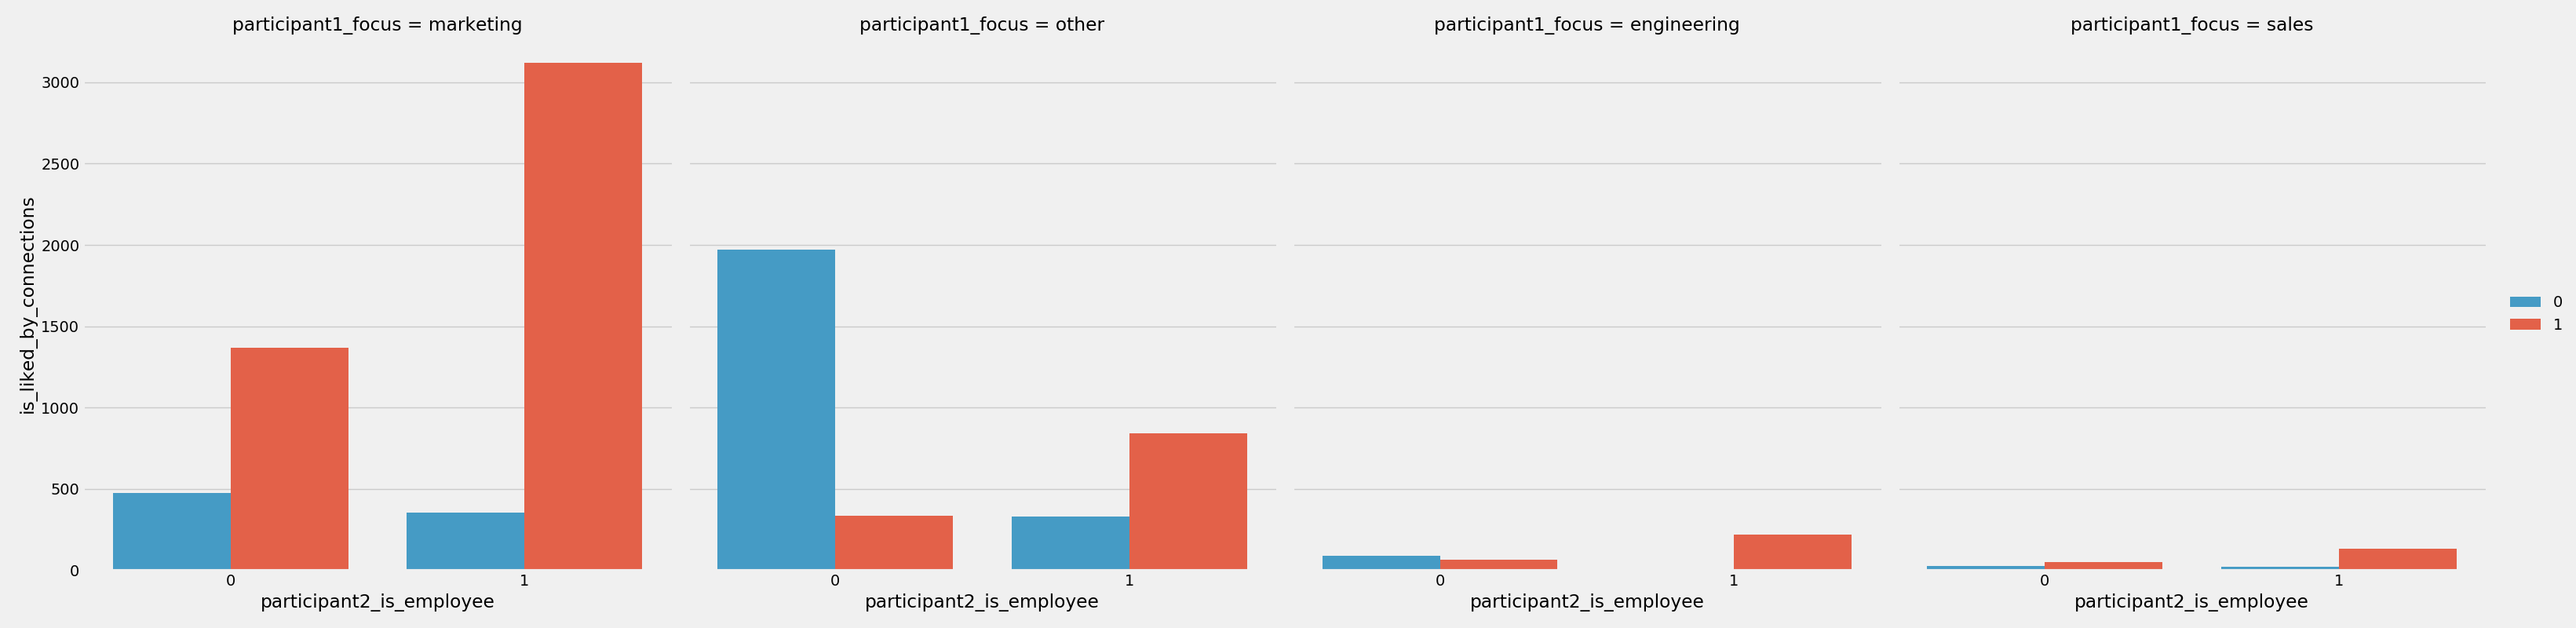 participant1_focus = marketing
participant1_focus = other
participant1_focus = engineering
participant1_focus = sales
is_liked_by_connections
3000
2500
2000
1500
1000
500
0
0 1
0 1
0 1
0 1
participant2_is_employee
participant2_is_employee
participant2_is_employee
participant2_is_employee
0
1